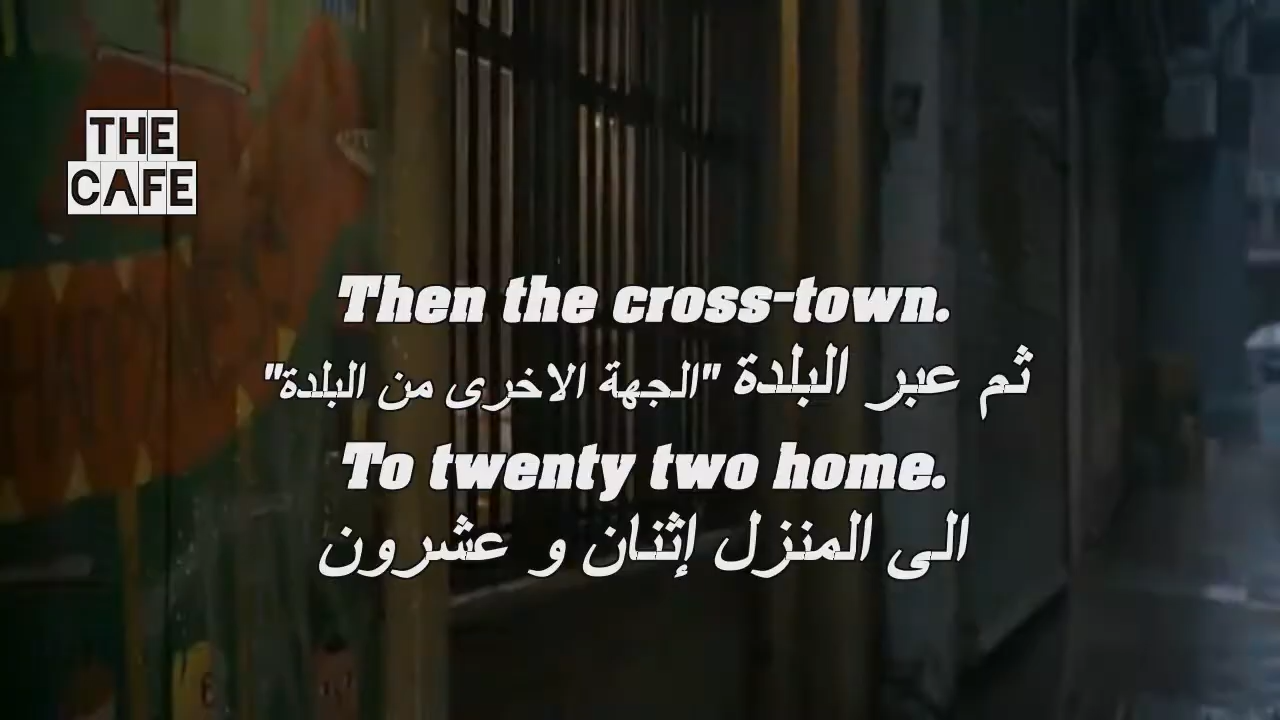 THE
CAFE
Then the cross-town.
ثم عبر البلدة "الجهة الاخرى من البلدة"
To twenty two home.
الى المنزل إثنان و عشرون